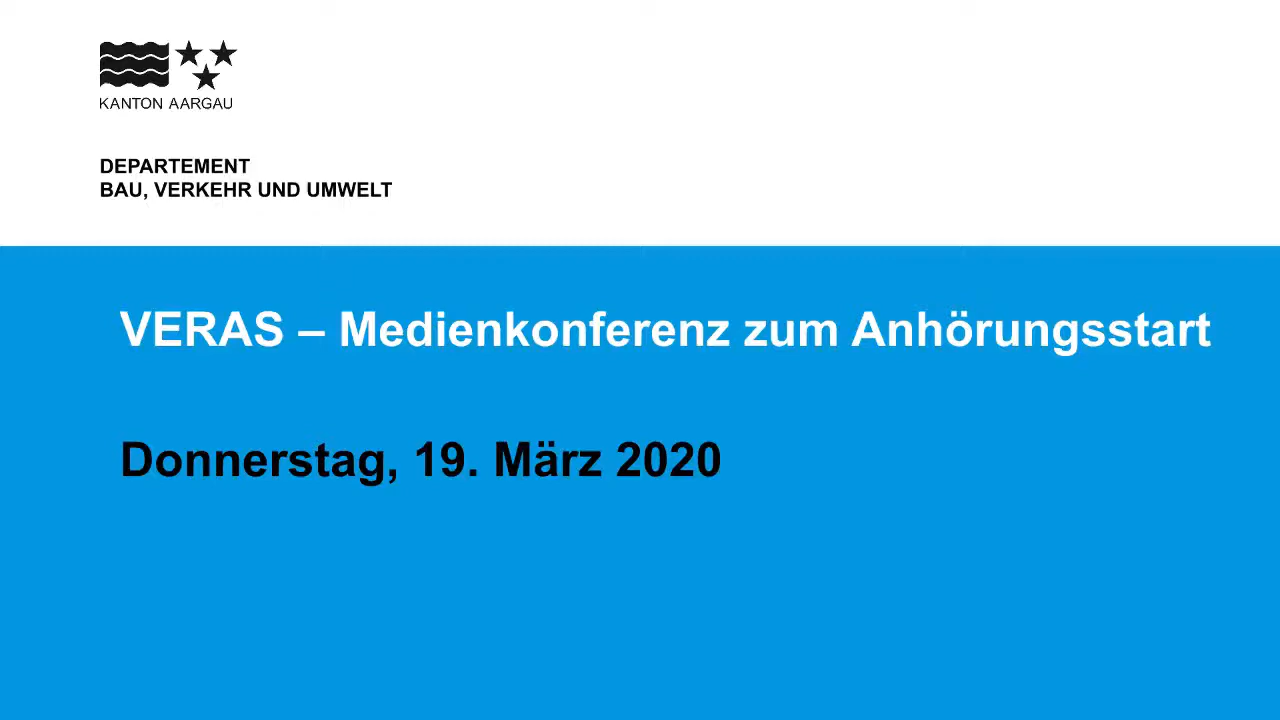 KANTON AARGAU
DEPARTEMENT
BAU, VERKEHR UND UMWELT
VERAS – Medienkonferenz zum Anhörungsstart
Donnerstag, 19. März 2020